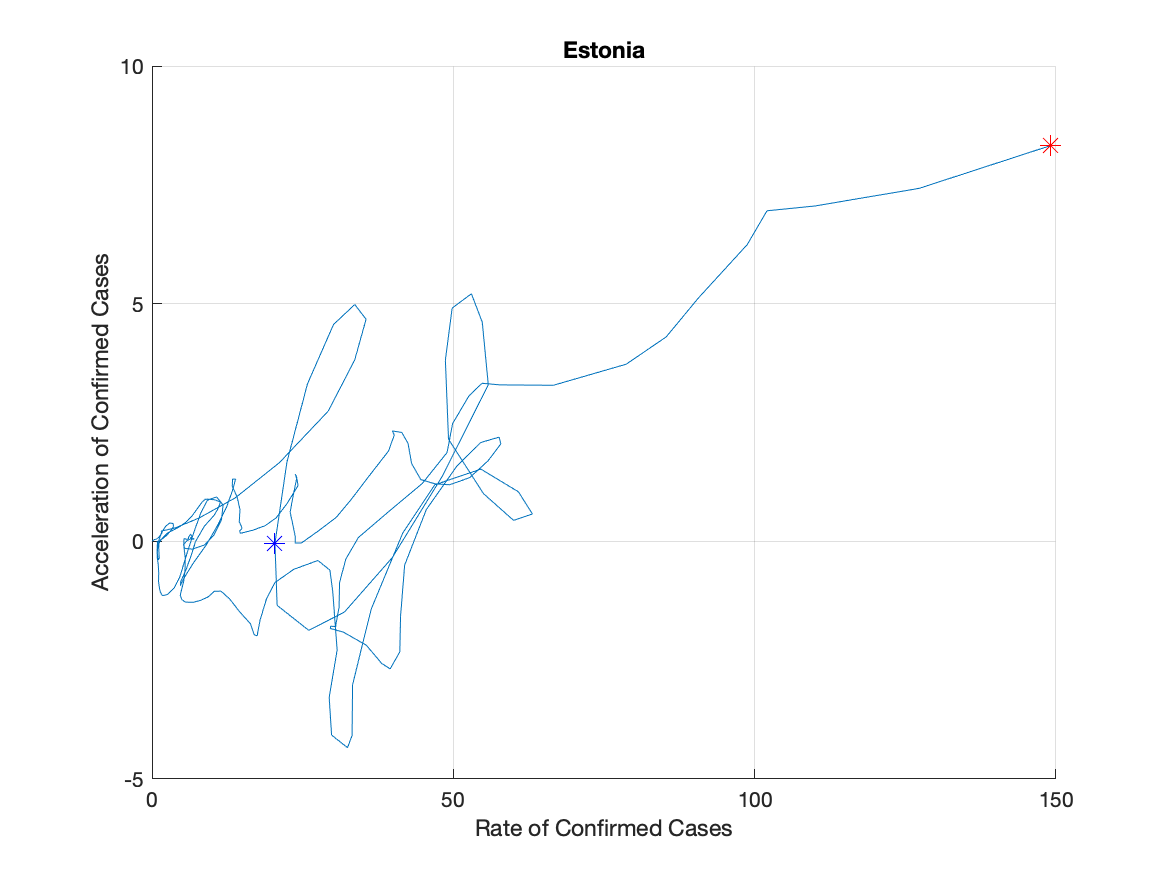 Estonia
10
5
0
-5
Acceleration of Confirmed Cases
0 50 100 150
Rate of Confirmed Cases